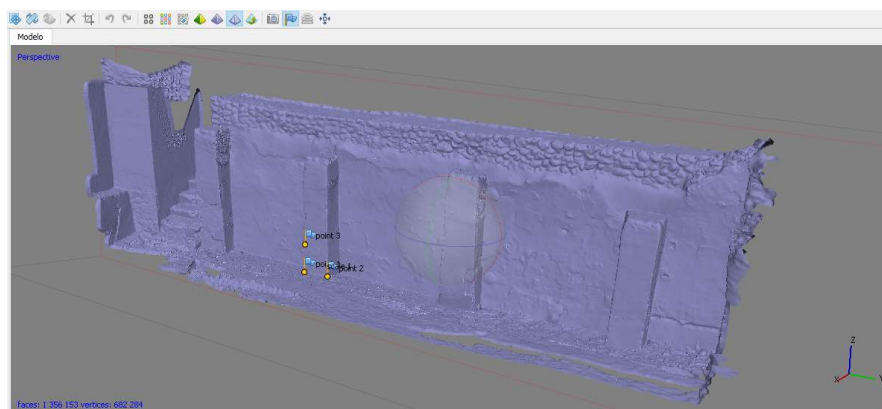 Modelo
Perspective
point 3
point 2
Z
X
Y
faces: 1 356 153 vertices: 682 284